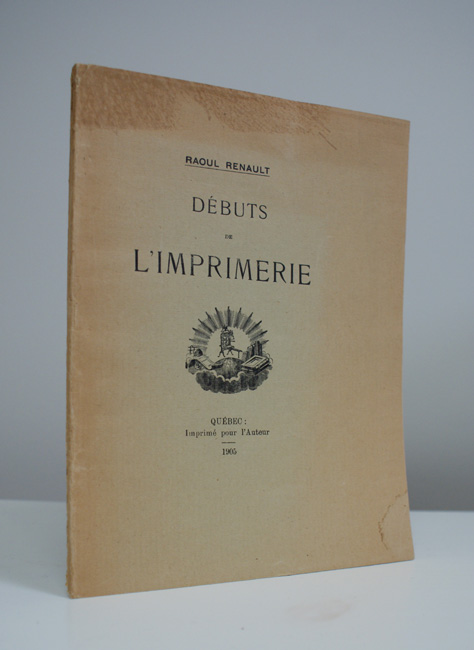 RAOUL RENAULT
DÉBUTS
DE
L'IMPRIMERIE
QUÉBEC:
Imprimé pour l'Auteur
1905